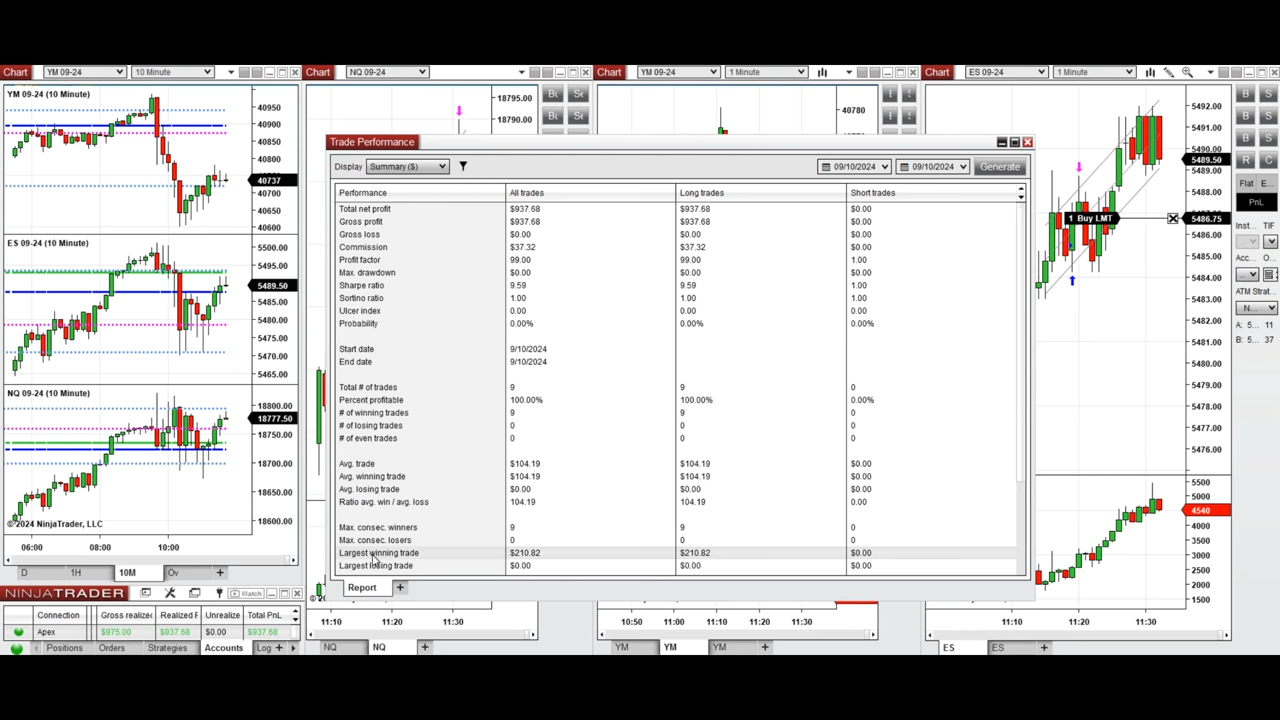 Chart YM 09-24 10 Minute
Chart NQ 09-24
Chart YM 09-24 1 Minute
Chart ES 09-24 1 Minute
YM 09-24 (10 Minute)
40950
40900
40850
40800
40737
40650
40600
ES 09-24 (10 Minute)
5500.00
5495.00
5489.50
5485.00
5480.00
5475.00
5470.00
5465.00
NQ 09-24 (10 Minute)
18800.00
18777.50
18750.00
18700.00
18650.00
18600.00
© 2024 NinjaTrader, LLC
06:00 08:00 10:00
D 1H 10M Ov +
NINJATRADER Watch
Connection Gross realized Realized P Unrealize Total PnL
Apex $975.00 $937.68 $0.00 $937.68
Positions Orders Strategies Accounts Log +
18795.00
18790.00
40780
Trade Performance
Display Summary ($) 09/10/2024 09/10/2024 Generate
Performance All trades Long trades Short trades
Total net profit $937.68 $937.68 $0.00
Gross profit $937.68 $937.68 $0.00
Gross loss $0.00 $0.00 $0.00
Commission $37.32 $37.32 $0.00
Profit factor 99.00 99.00 1.00
Max. drawdown $0.00 $0.00 $0.00
Sharpe ratio 9.59 9.59 1.00
Sortino ratio 1.00 1.00 1.00
Ulcer index 0.00 0.00 0.00
Probability 0.00% 0.00% 0.00%
Start date 9/10/2024
End date 9/10/2024
Total # of trades 9 9 0
Percent profitable 100.00% 100.00% 0.00%
# of winning trades 9 9 0
# of losing trades 0 0 0
# of even trades 0 0 0
Avg. trade $104.19 $104.19 $0.00
Avg. winning trade $104.19 $104.19 $0.00
Avg. losing trade $0.00 $0.00 $0.00
Ratio avg. win / avg. loss 104.19 104.19 0.00
Max. consec. winners 9 9 0
Max. consec. losers 0 0 0
Largest winning trade $210.82 $210.82 $0.00
Largest losing trade $0.00 $0.00 $0.00
Report +
11:10 11:20 11:30
NQ NQ +
10:50 11:00 11:10 11:20 11:30
YM YM YM +
1 Buy LMT
5492.00
5491.00
5490.00
5489.50
5489.00
5488.00
5486.75
5486.00
5485.00
5484.00
5483.00
5482.00
5481.00
5480.00
5479.00
5478.00
5477.00
5476.00
5500
5000
4540
4000
3500
3000
2500
2000
1500
11:10 11:20 11:30
ES ES +
B S
B S
B S
R C
Flat E...
PnL
Inst... TIF
Acc... O...
ATM Strat...
N...
A: 5... 11
B: 5... 37